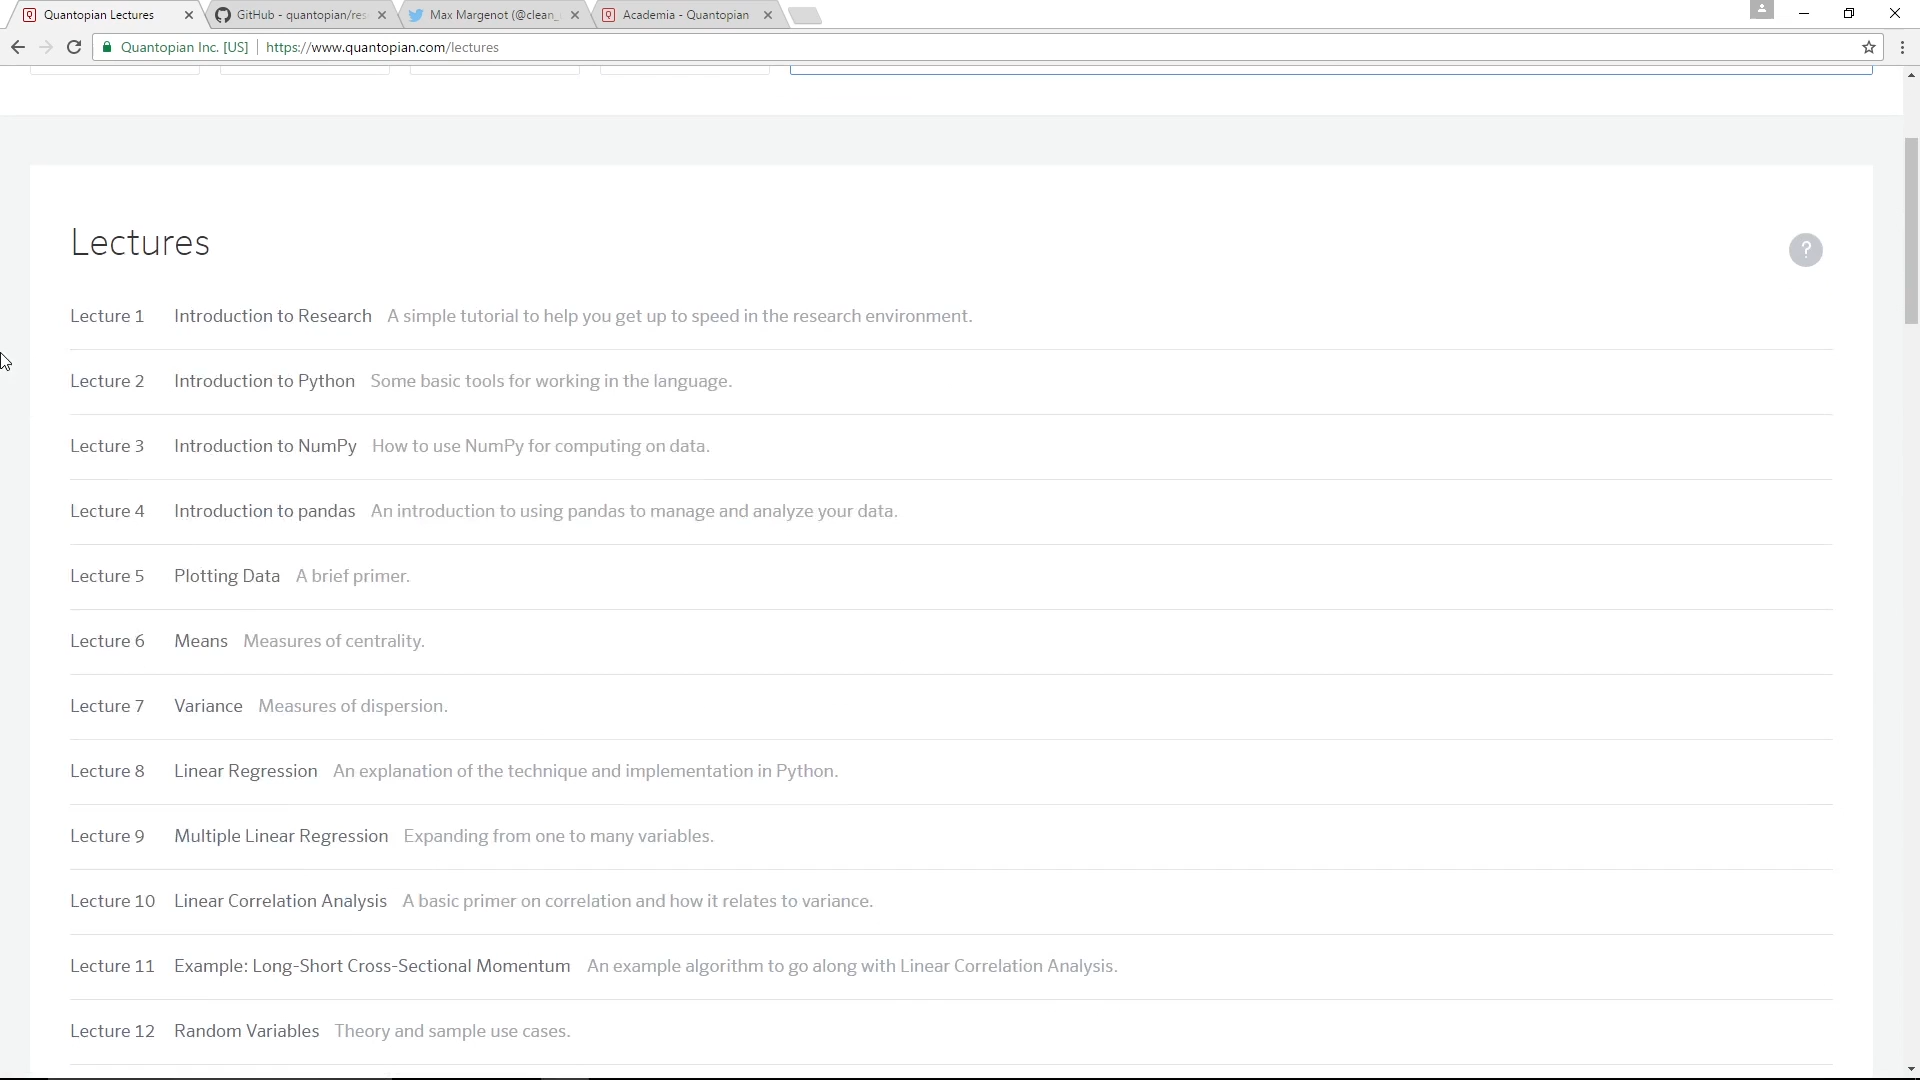 Quantopian Lectures
GitHub - quantopian/res
Max Margenot (@clean_
Academia - Quantopian
Quantopian Inc. [US]
https://www.quantopian.com/lectures
Lectures
?
Lecture 1 Introduction to Research A simple tutorial to help you get up to speed in the research environment.
Lecture 2 Introduction to Python Some basic tools for working in the language.
Lecture 3 Introduction to NumPy How to use NumPy for computing on data.
Lecture 4 Introduction to pandas An introduction to using pandas to manage and analyze your data.
Lecture 5 Plotting Data A brief primer.
Lecture 6 Means Measures of centrality.
Lecture 7 Variance Measures of dispersion.
Lecture 8 Linear Regression An explanation of the technique and implementation in Python.
Lecture 9 Multiple Linear Regression Expanding from one to many variables.
Lecture 10 Linear Correlation Analysis A basic primer on correlation and how it relates to variance.
Lecture 11 Example: Long-Short Cross-Sectional Momentum An example algorithm to go along with Linear Correlation Analysis.
Lecture 12 Random Variables Theory and sample use cases.